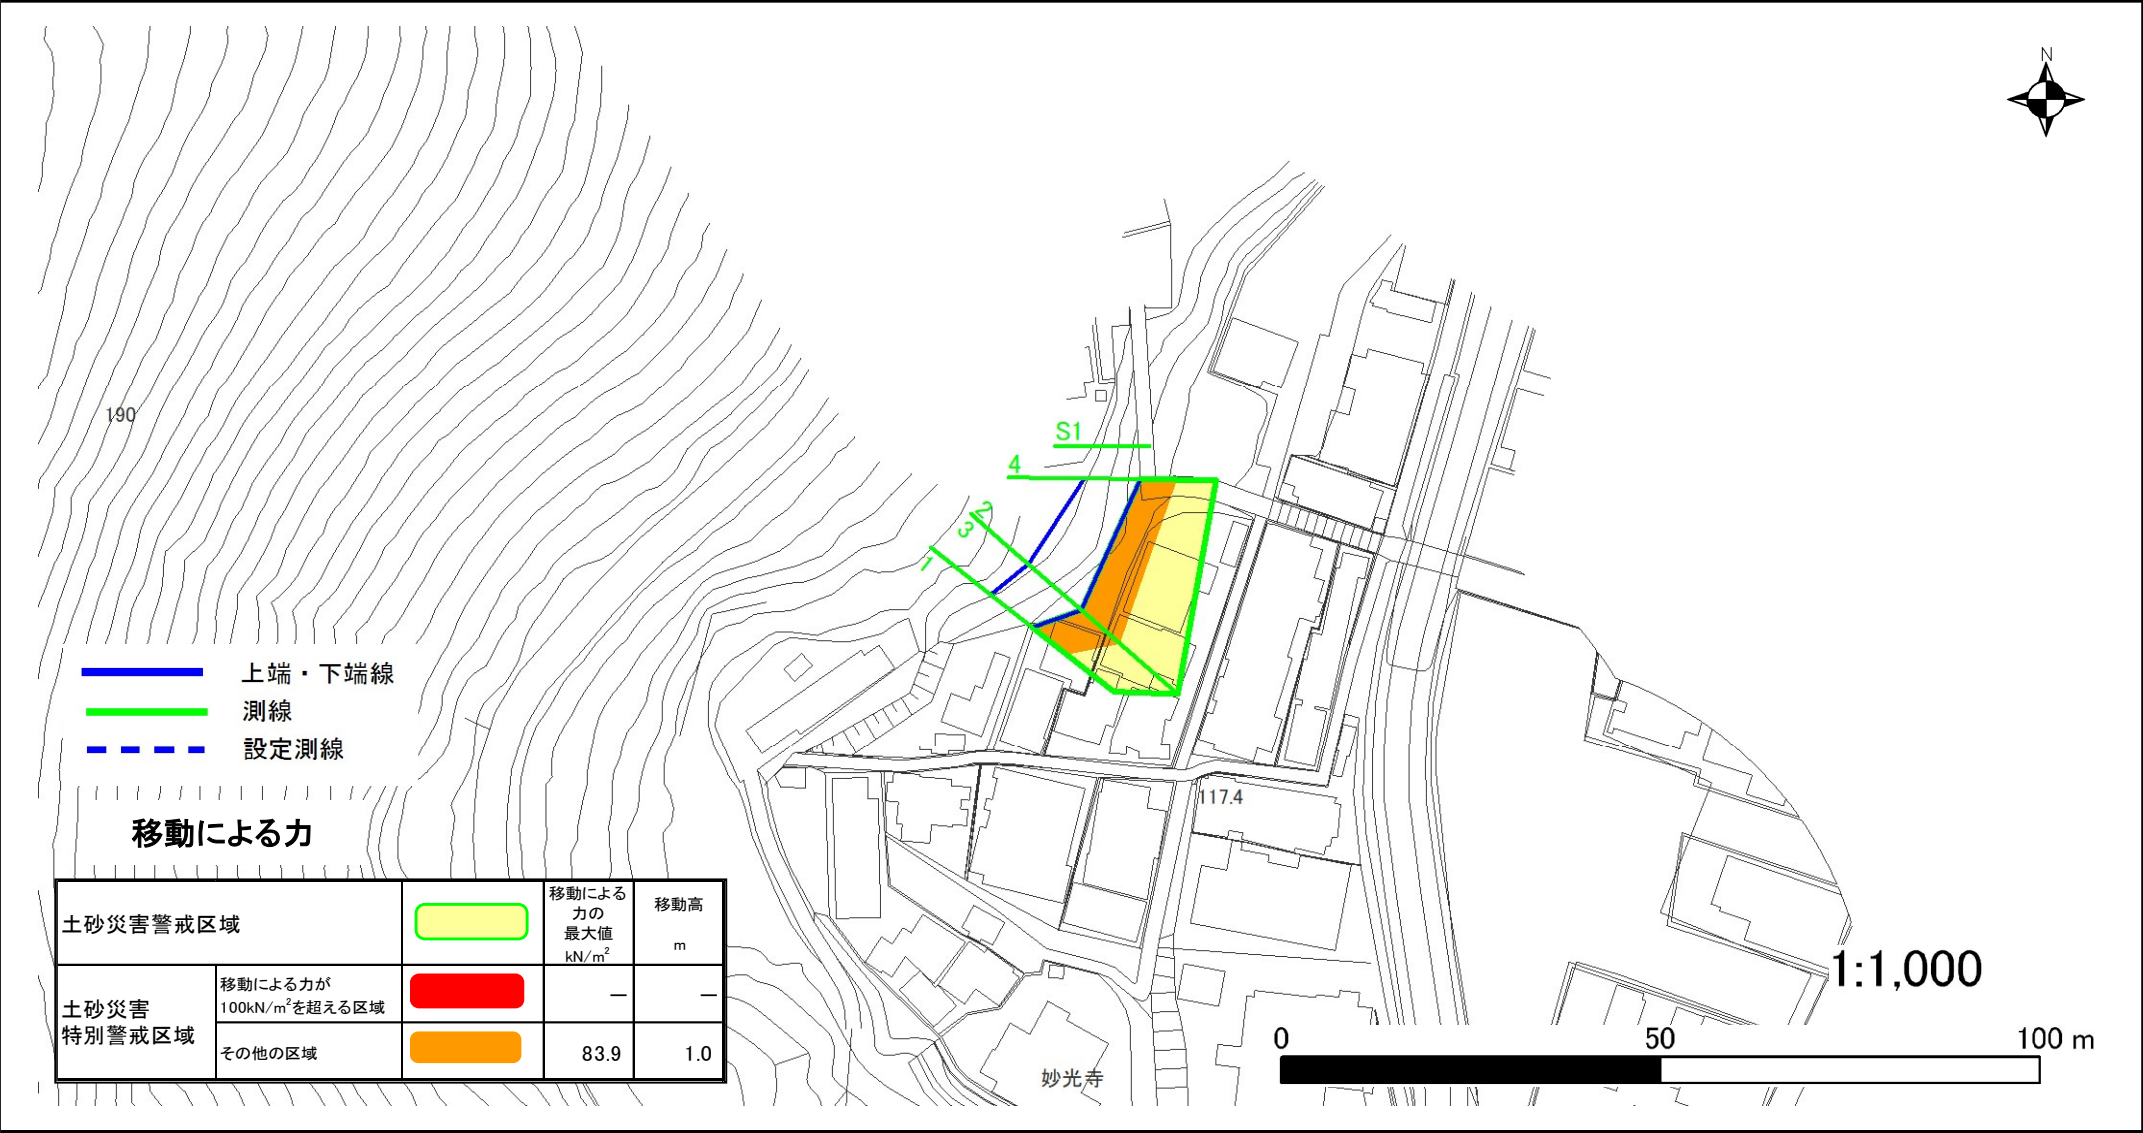 N
190
S1
4
2
3
1
上端・下端線
測線
設定測線
117.4
移動による力
土砂災害警戒区域
移動による
力の
最大値
kN/m²
移動高
m
土砂災害
特別警戒区域
移動による力が
100kN/m²を超える区域
—
—
その他の区域
83.9
1.0
妙光寺
1:1,000
0
50
100 m